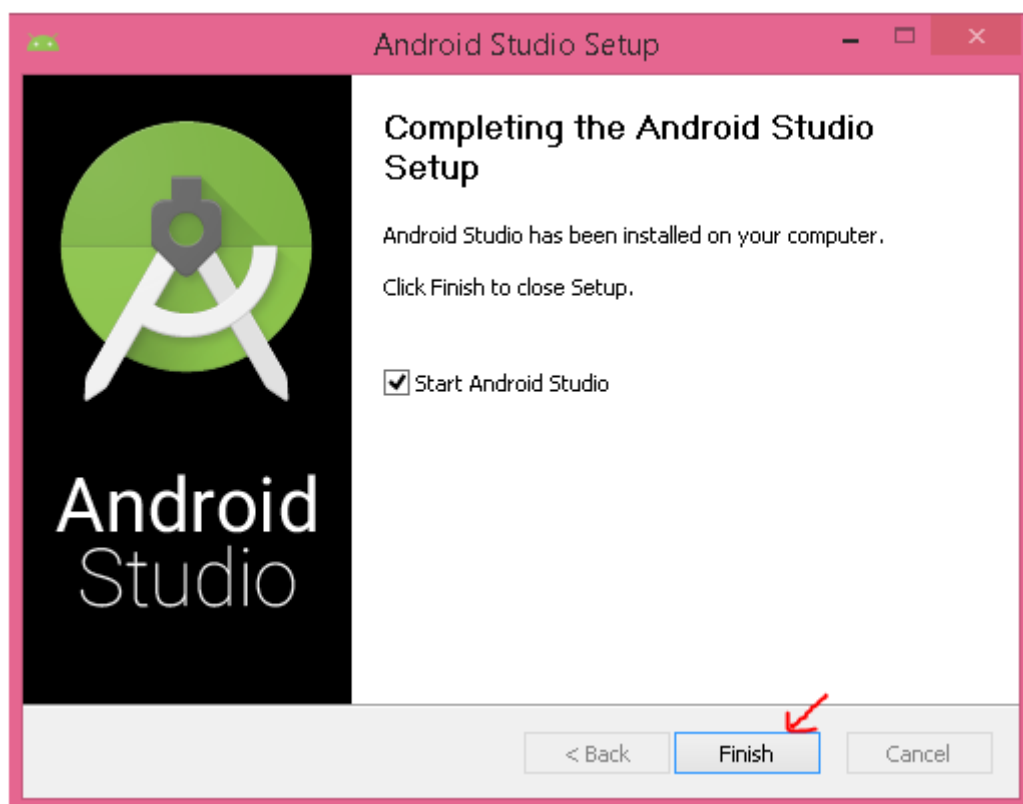 Android Studio Setup
Completing the Android Studio
Setup
Android Studio has been installed on your computer.
Click Finish to close Setup.
Start Android Studio
Android
Studio
< Back
Finish
Cancel